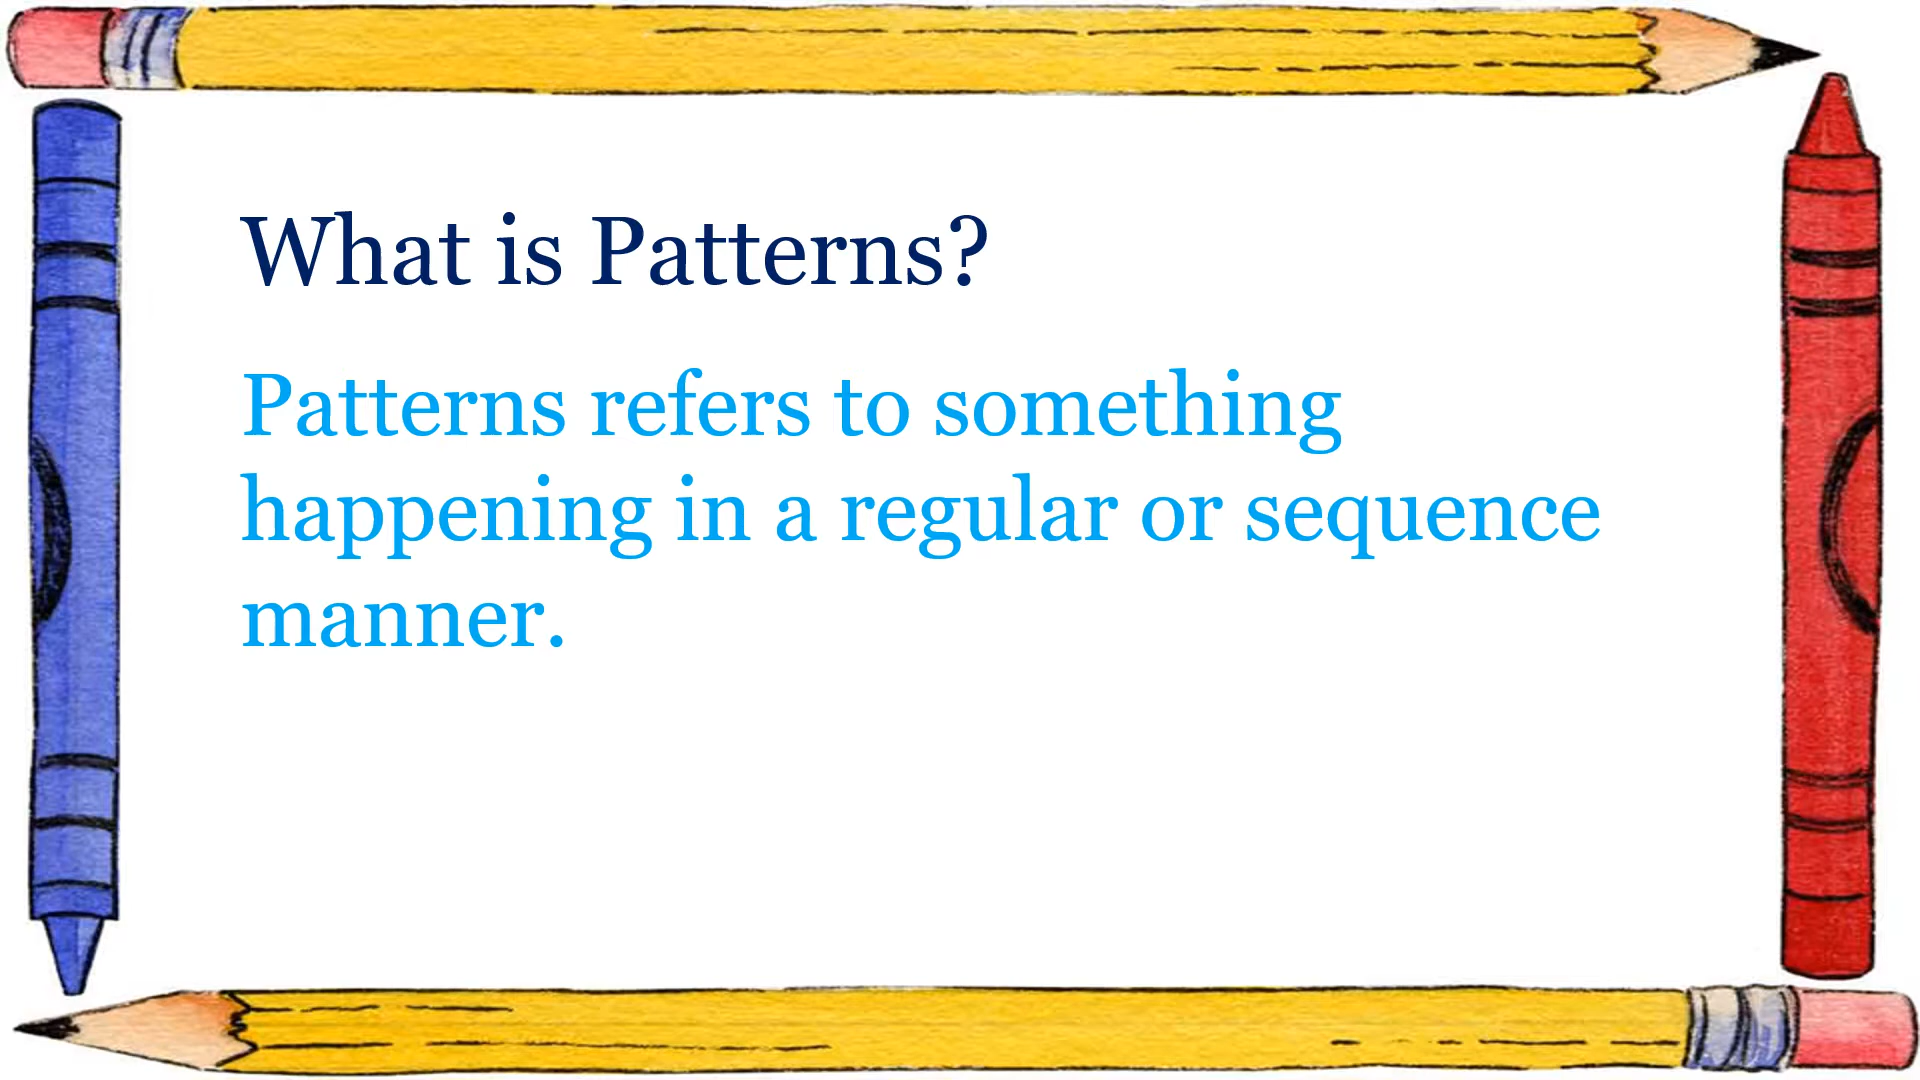 What is Patterns?
Patterns refers to something
happening in a regular or sequence
manner.